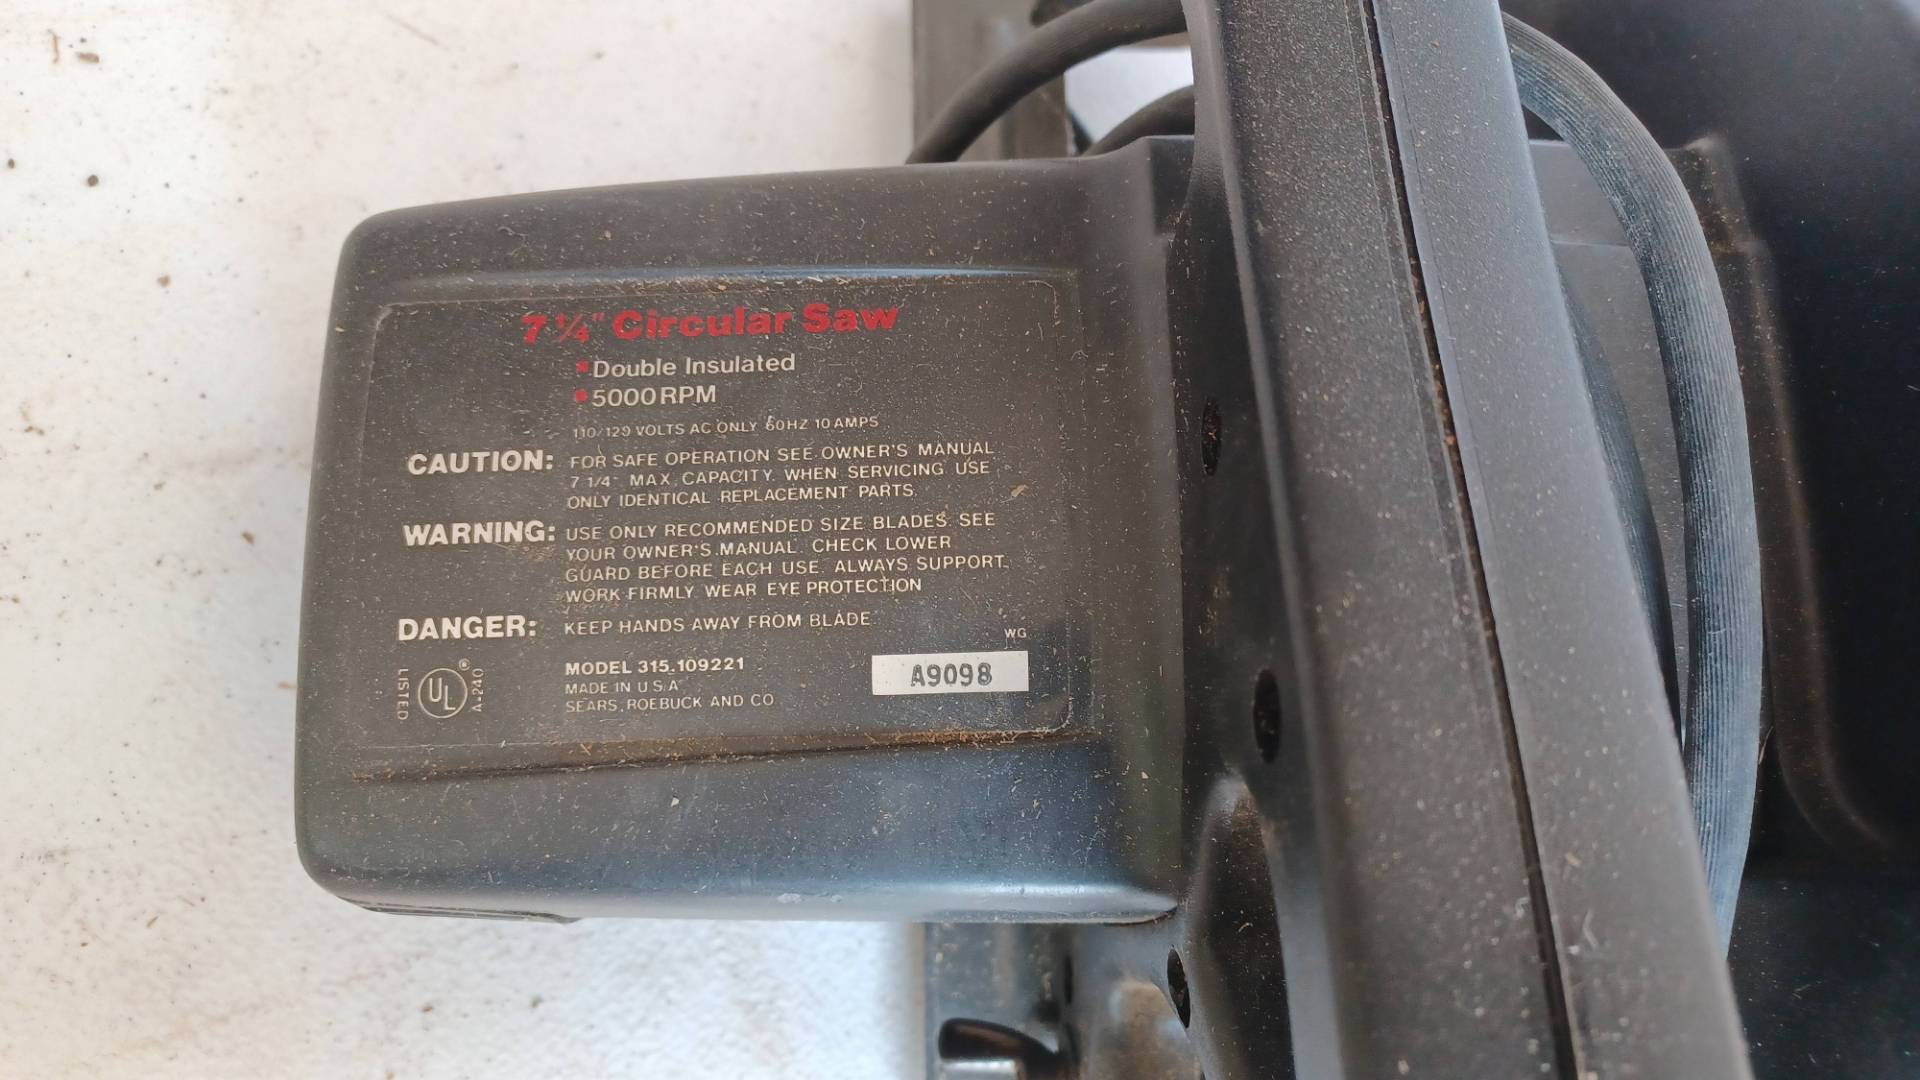 7 1/4" Circular Saw
Double Insulated
5000 RPM
110/120 VOLTS AC ONLY 60HZ 10 AMPS
CAUTION: FOR SAFE OPERATION SEE OWNER'S MANUAL
7 1/4" MAX. CAPACITY. WHEN SERVICING USE
ONLY IDENTICAL REPLACEMENT PARTS.
WARNING: USE ONLY RECOMMENDED SIZE BLADES. SEE
YOUR OWNER'S MANUAL. CHECK LOWER
GUARD BEFORE EACH USE. ALWAYS SUPPORT
WORK FIRMLY. WEAR EYE PROTECTION
DANGER: KEEP HANDS AWAY FROM BLADE
WG
LISTED
UL®
A-240
MODEL 315.109221
MADE IN U.S.A.
SEARS, ROEBUCK AND CO
A9098